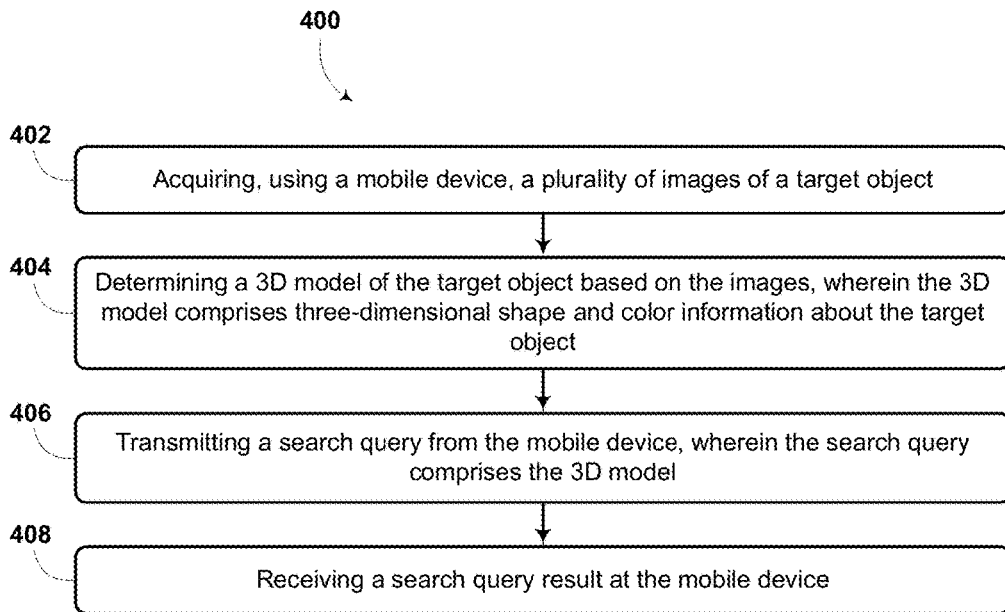 400
402
Acquiring, using a mobile device, a plurality of images of a target object
404
Determining a 3D model of the target object based on the images, wherein the 3D
model comprises three-dimensional shape and color information about the target
object
406
Transmitting a search query from the mobile device, wherein the search query
comprises the 3D model
408
Receiving a search query result at the mobile device